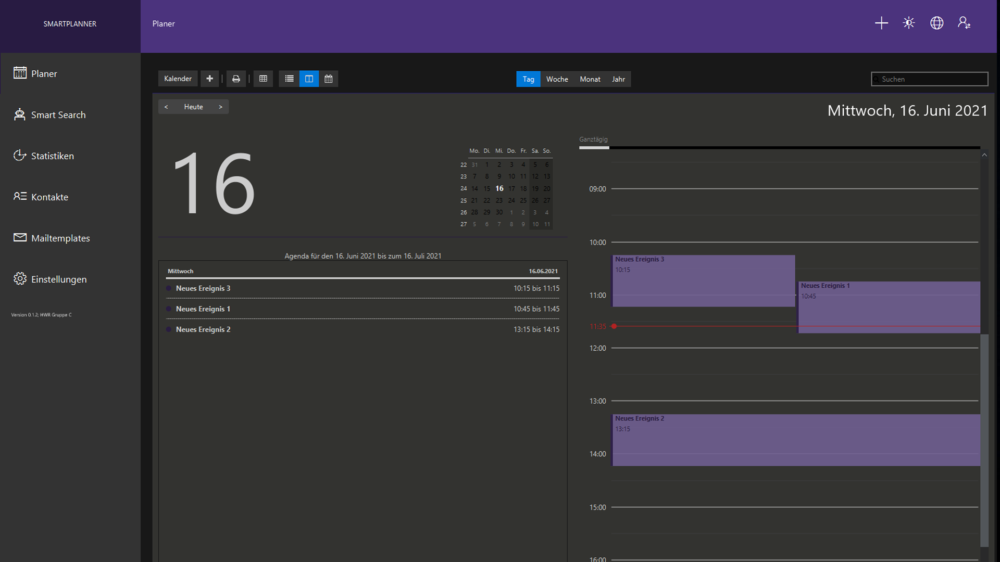 SMARTPLANNER
Planer
Planer
Smart Search
Statistiken
Kontakte
Mailtemplates
Einstellungen
Version 0.1.2; HWR Gruppe C
Kalender
Tag Woche Monat Jahr
Suchen
< Heute >
Mittwoch, 16. Juni 2021
16
Mo. Di. Mi. Do. Fr. Sa. So.
22 31 1 2 3 4 5 6
23 7 8 9 10 11 12 13
24 14 15 16 17 18 19 20
25 21 22 23 24 25 26 27
26 28 29 30 1 2 3 4
27 5 6 7 8 9 10 11
Agenda für den 16. Juni 2021 bis zum 16. Juli 2021
Mittwoch 16.06.2021
Neues Ereignis 3 10:15 bis 11:15
Neues Ereignis 1 10:45 bis 11:45
Neues Ereignis 2 13:15 bis 14:15
Ganztägig
09:00
10:00
Neues Ereignis 3
10:15
Neues Ereignis 1
10:45
11:00
11:35
12:00
13:00
Neues Ereignis 2
13:15
14:00
15:00
16:00